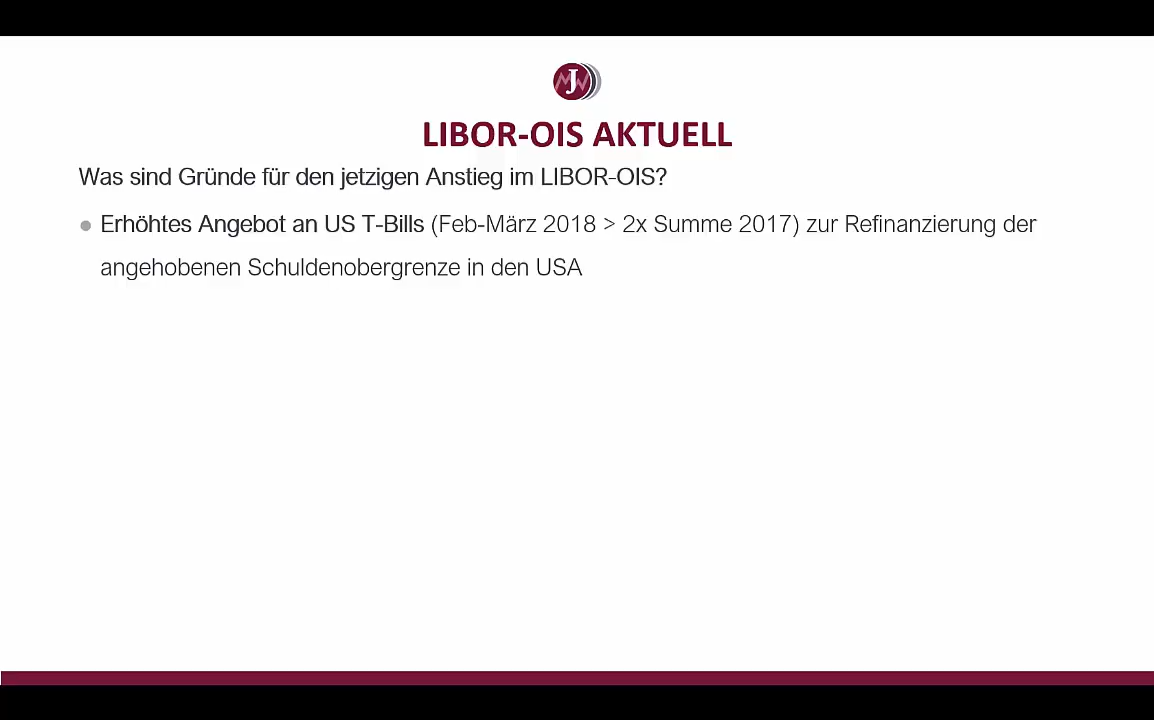 J
LIBOR-OIS AKTUELL
Was sind Gründe für den jetzigen Anstieg im LIBOR-OIS?
● Erhöhtes Angebot an US T-Bills (Feb-März 2018 > 2x Summe 2017) zur Refinanzierung der
angehobenen Schuldenobergrenze in den USA